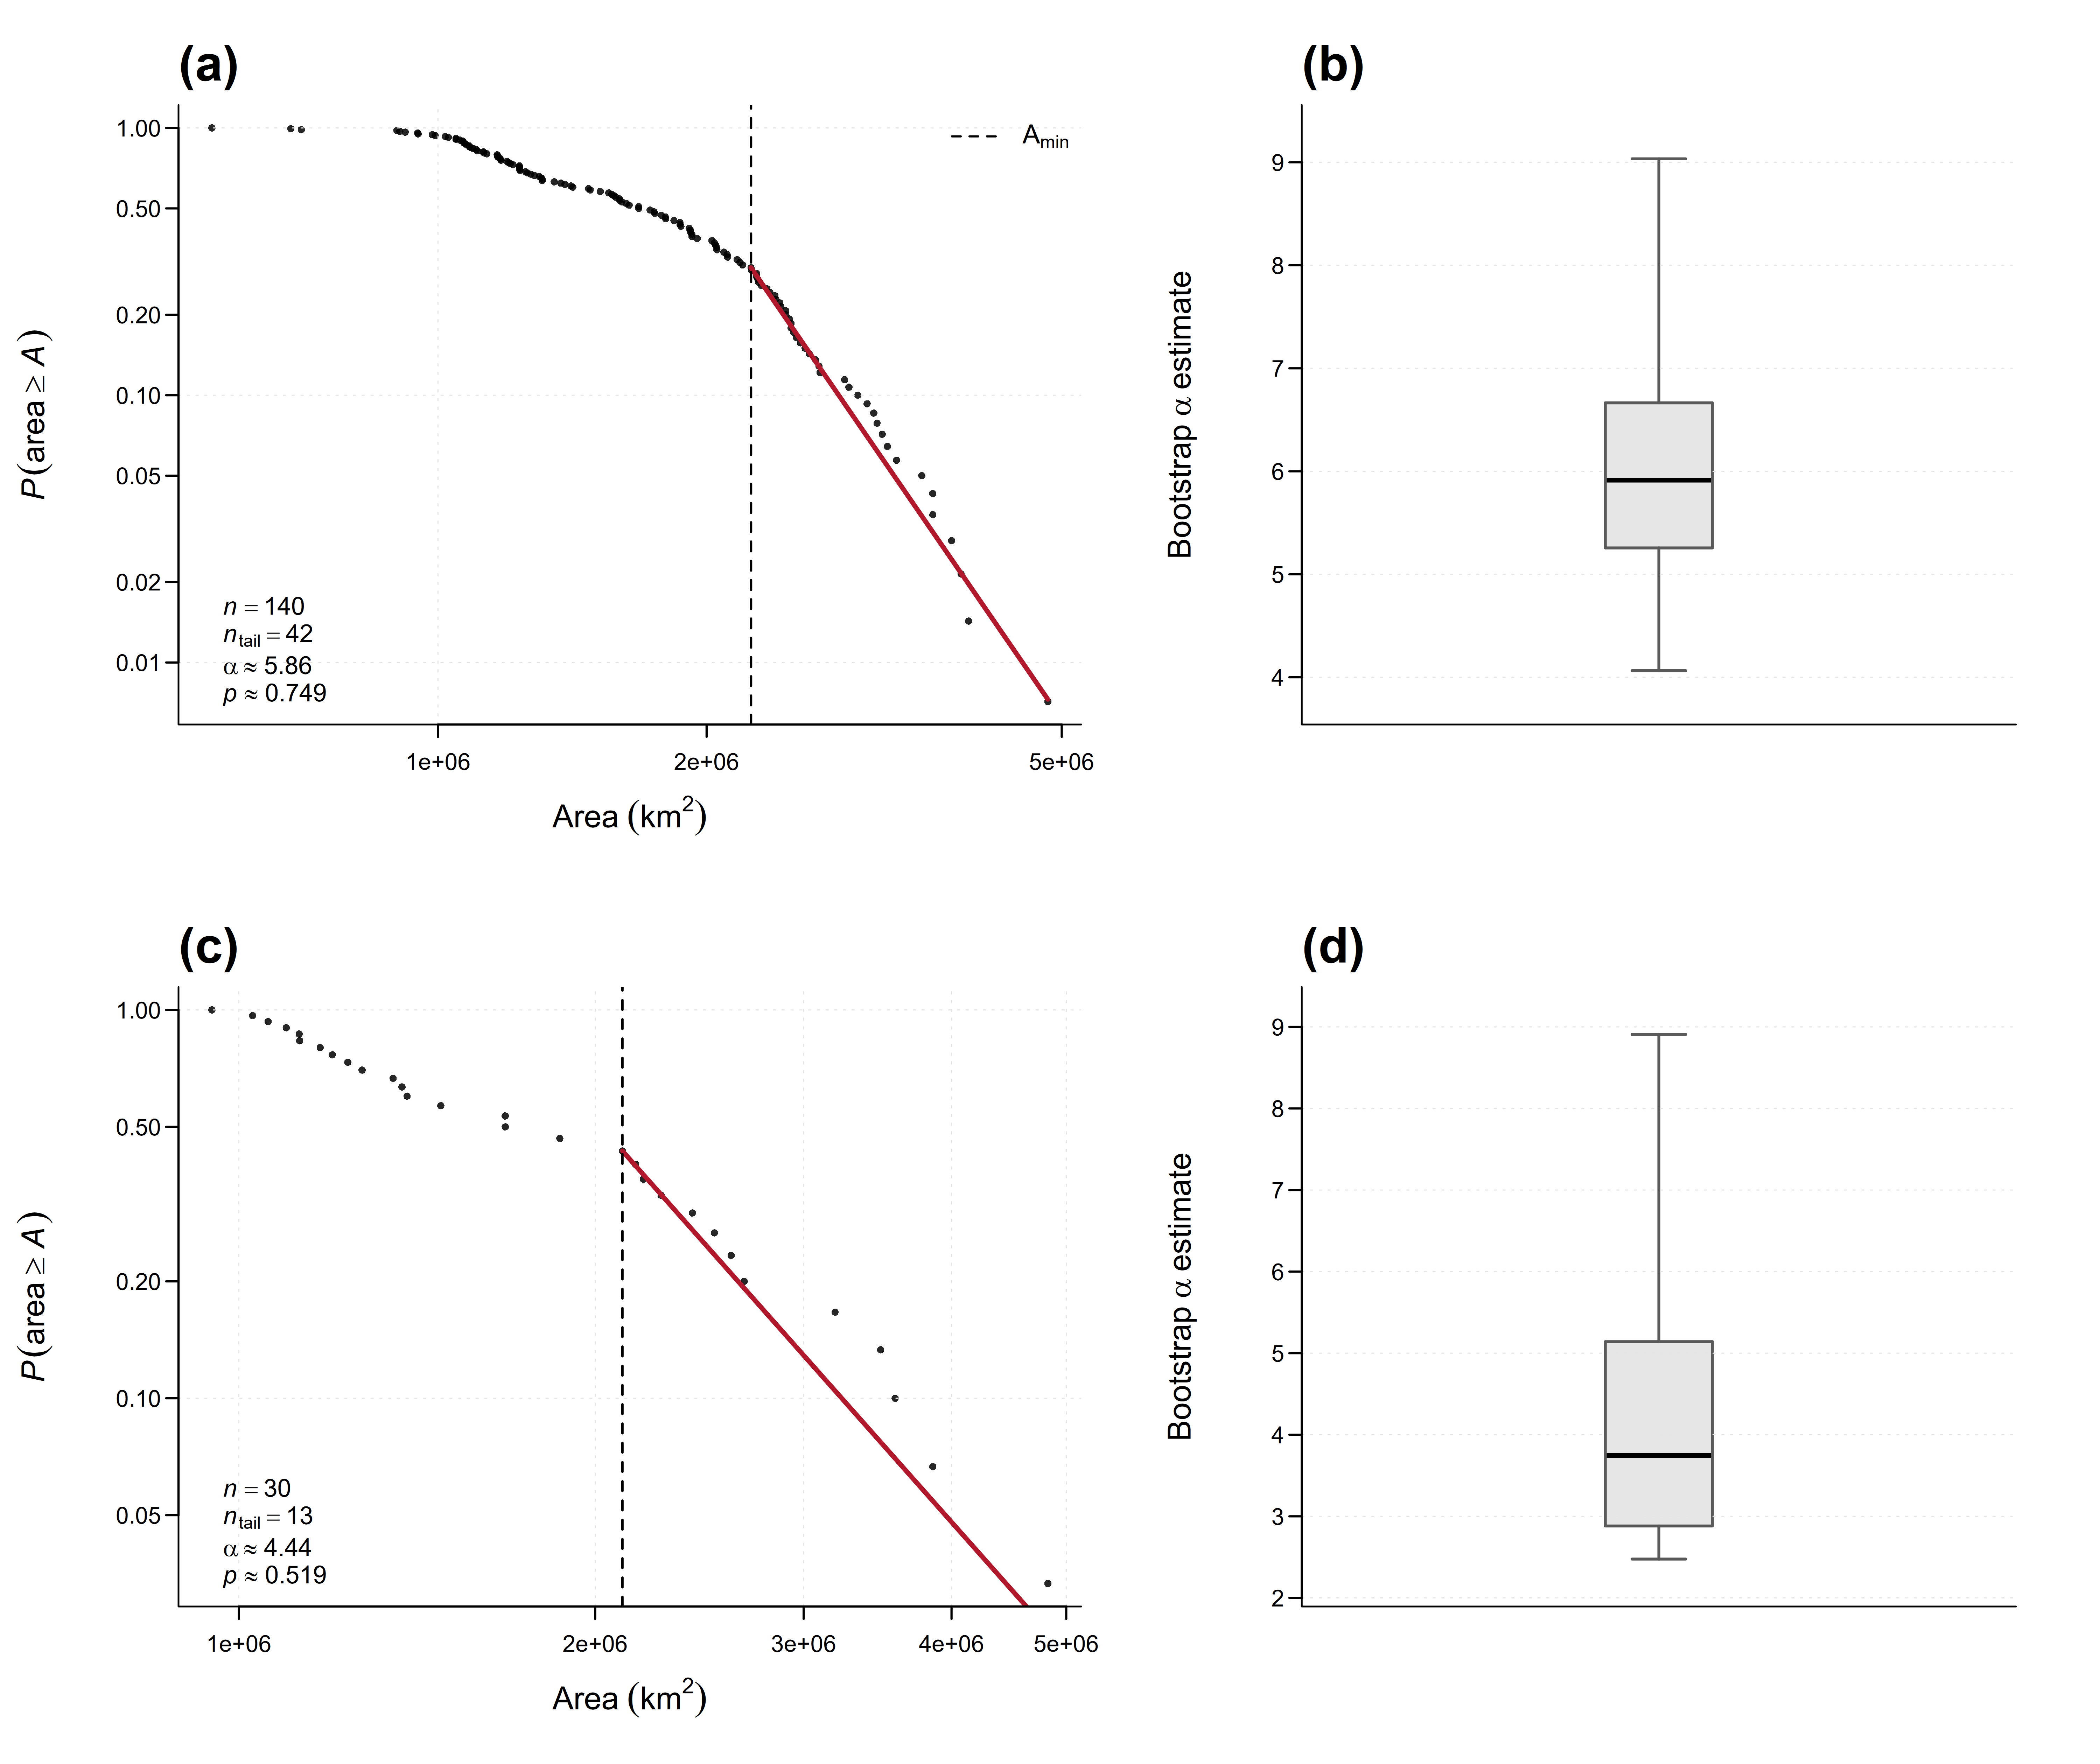 (a)
P(area ≥ A)
1.00
0.50
0.20
0.10
0.05
0.02
0.01
A_min
n = 140
n_tail = 42
α ≈ 5.86
p ≈ 0.749
1e+06 2e+06 5e+06
Area (km²)
(b)
Bootstrap α estimate
9
8
7
6
5
4
(c)
P(area ≥ A)
1.00
0.50
0.20
0.10
0.05
n = 30
n_tail = 13
α ≈ 4.44
p ≈ 0.519
1e+06 2e+06 3e+06 4e+06 5e+06
Area (km²)
(d)
Bootstrap α estimate
9
8
7
6
5
4
3
2